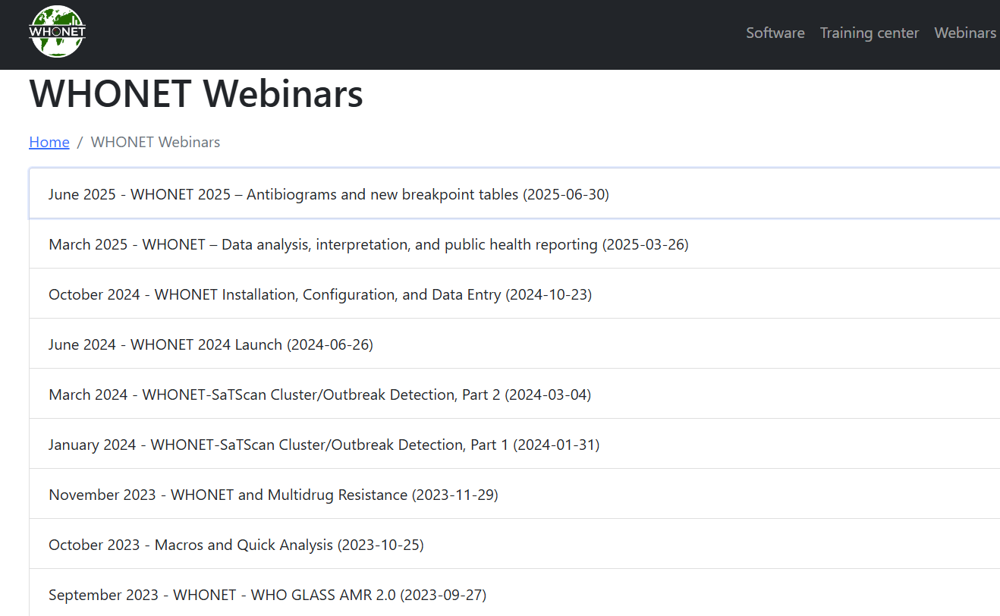 WHONET
Software Training center Webinars
WHONET Webinars
Home / WHONET Webinars
June 2025 - WHONET 2025 – Antibiograms and new breakpoint tables (2025-06-30)
March 2025 - WHONET – Data analysis, interpretation, and public health reporting (2025-03-26)
October 2024 - WHONET Installation, Configuration, and Data Entry (2024-10-23)
June 2024 - WHONET 2024 Launch (2024-06-26)
March 2024 - WHONET-SaTScan Cluster/Outbreak Detection, Part 2 (2024-03-04)
January 2024 - WHONET-SaTScan Cluster/Outbreak Detection, Part 1 (2024-01-31)
November 2023 - WHONET and Multidrug Resistance (2023-11-29)
October 2023 - Macros and Quick Analysis (2023-10-25)
September 2023 - WHONET - WHO GLASS AMR 2.0 (2023-09-27)